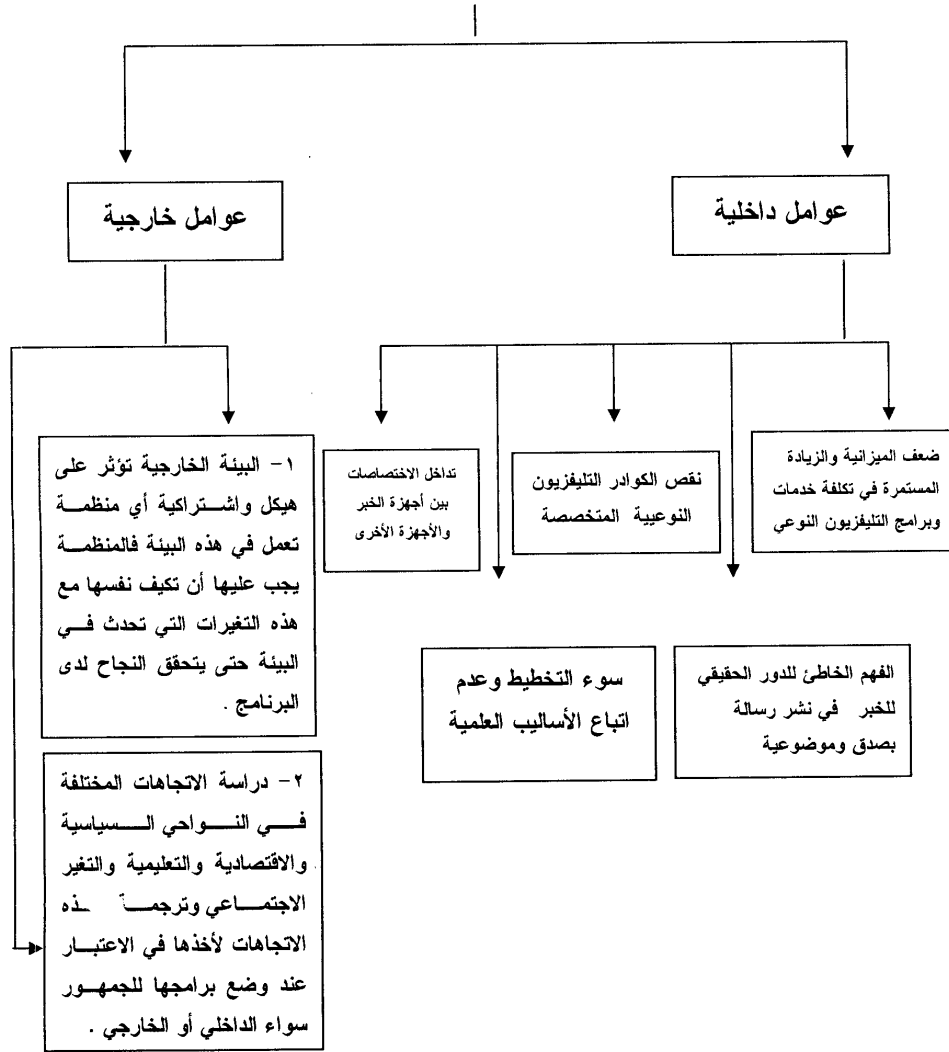 عوامل داخلية
عوامل خارجية
ضعف الميزانية والزيادة
المستمرة في تكلفة خدمات
وبرامج التليفزيون النوعي
نقص الكوادر التليفزيون
النوعيية المتخصصة
تداخل الاختصاصات
بين أجهزة الخبر
والأجهزة الأخرى
الفهم الخاطئ للدور الحقيقي
للخبر في نشر رسالة
بصدق وموضوعية
سوء التخطيط وعدم
اتباع الأساليب العلمية
١- البيئة الخارجية تؤثر على
هيكل واشتراكية أي منظمة
تعمل في هذه البيئة فالمنظمة
يجب عليها أن تكيف نفسها مع
هذه التغيرات التي تحدث في
البيئة حتى يتحقق النجاح لدى
البرنامج .
٢- دراسة الاتجاهات المختلفة
في النواحي السياسية
والاقتصادية والتعليمية والتغير
الاجتماعي وترجمة
الاتجاهات لأخذها في الاعتبار
عند وضع برامجها للجمهور
سواء الداخلي أو الخارجي .